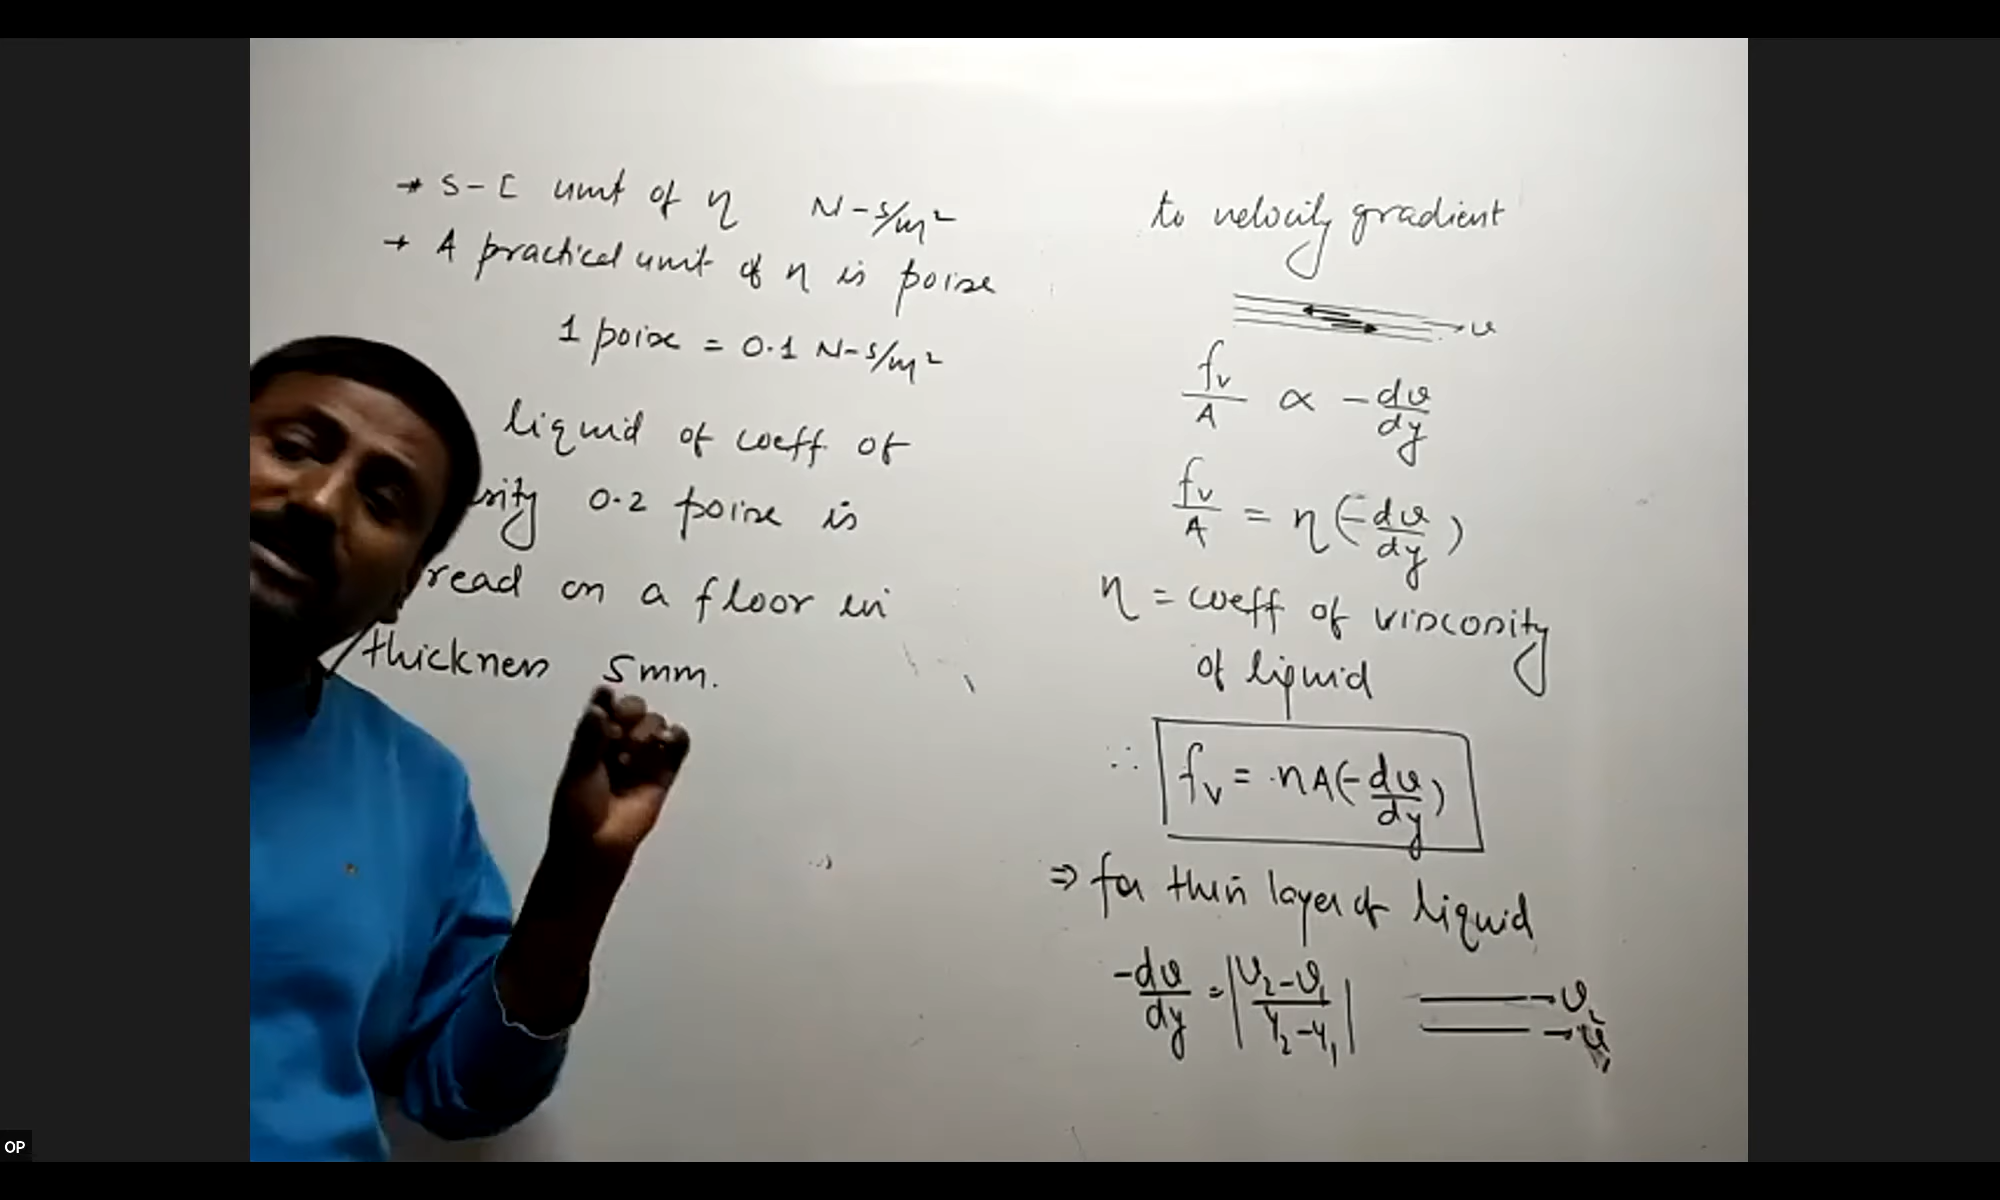 → S-I unit of η N-s/m²
→ A practical unit of η is poise
1 poise = 0.1 N-s/m²
liquid of coeff. of
sity 0.2 poise is
read on a floor in
thickness 5mm.
to velocity gradient
→ v
fv/A ∝ -dv/dy
fv/A = η(-dv/dy)
η = coeff of viscosity
of liquid
∴ fv = ηA(-dv/dy)
⇒ for thin layer of liquid
-dv/dy = |v₂-v₁/y₂-y₁|
→ v₂
→ v₁
OP